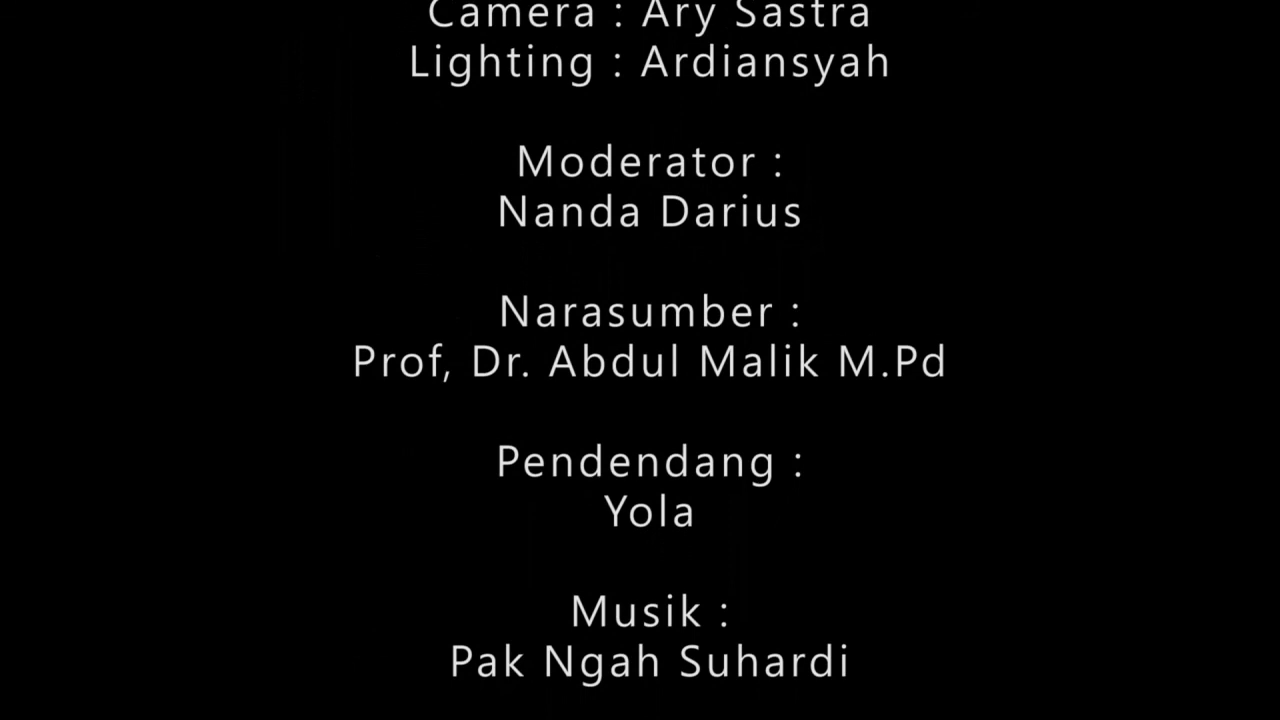 Camera : Ary Sastra
Lighting : Ardiansyah
Moderator :
Nanda Darius
Narasumber :
Prof, Dr. Abdul Malik M.Pd
Pendendang :
Yola
Musik :
Pak Ngah Suhardi